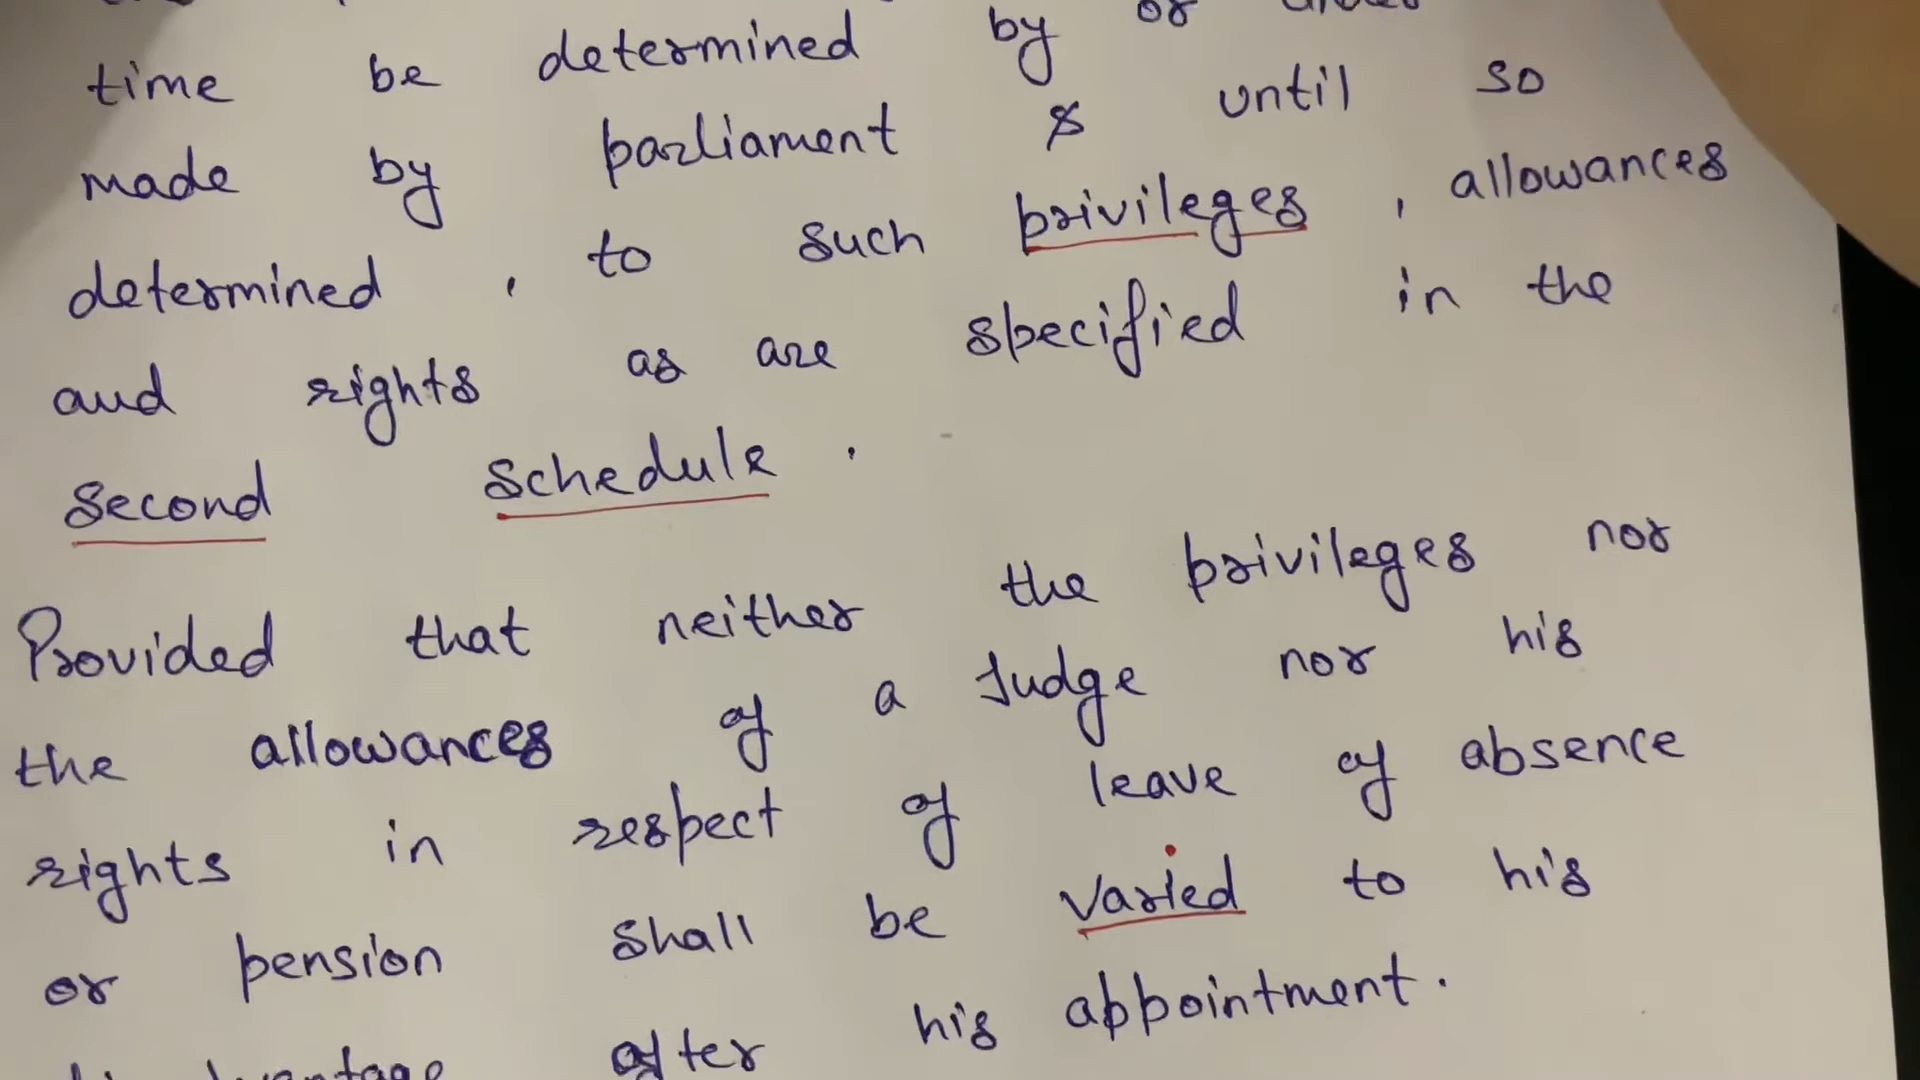 time be determined by or
made by parliament & until so
determined , to such privileges , allowances
and rights as are specified in the
Second Schedule .
Provided that neither the privileges nor
the allowances of a Judge nor his
rights in respect of leave of absence
or pension shall be varied to his
after his appointment.